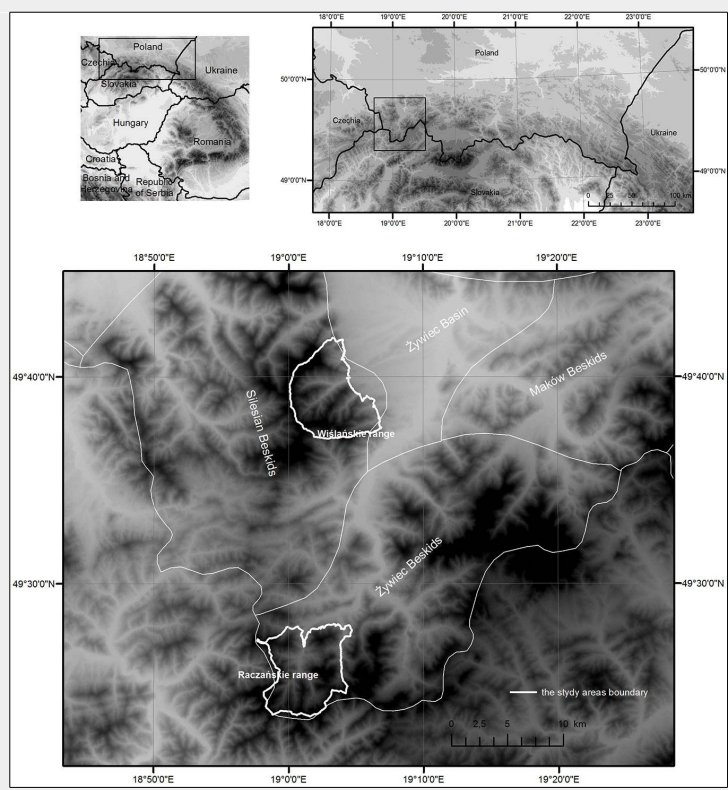 Poland
Czechia
Ukraine
Slovakia
Hungary
Romania
Croatia
Bosnia and
Herzegovina
Republic
of Serbia
18°0'0"E 19°0'0"E 20°0'0"E 21°0'0"E 22°0'0"E 23°0'0"E
Poland
50°0'0"N
50°0'0"N
Czechia
Ukraine
49°0'0"N
49°0'0"N
Slovakia
0 25 50 100 km
18°0'0"E 19°0'0"E 20°0'0"E 21°0'0"E 22°0'0"E 23°0'0"E
18°50'0"E 19°0'0"E 19°10'0"E 19°20'0"E
Żywiec Basin
Maków Beskids
49°40'0"N
49°40'0"N
Silesian Beskids
Wiślańskie range
Żywiec Beskids
49°30'0"N
49°30'0"N
Raczańskie range
the stydy areas boundary
0 2,5 5 10 km
18°50'0"E 19°0'0"E 19°10'0"E 19°20'0"E